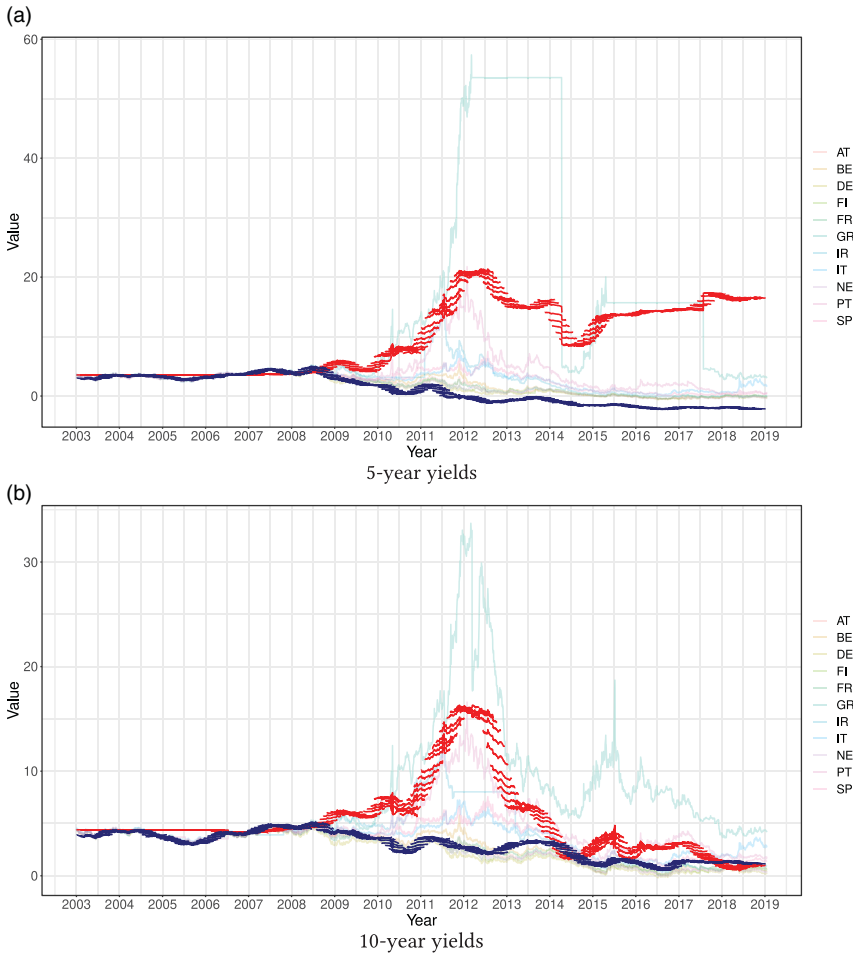 (a)
60
40
20
0
Value
2003 2004 2005 2006 2007 2008 2009 2010 2011 2012 2013 2014 2015 2016 2017 2018 2019
Year
AT
BE
DE
FI
FR
GR
IR
IT
NE
PT
SP
5-year yields
(b)
30
20
10
0
Value
2003 2004 2005 2006 2007 2008 2009 2010 2011 2012 2013 2014 2015 2016 2017 2018 2019
Year
AT
BE
DE
FI
FR
GR
IR
IT
NE
PT
SP
10-year yields